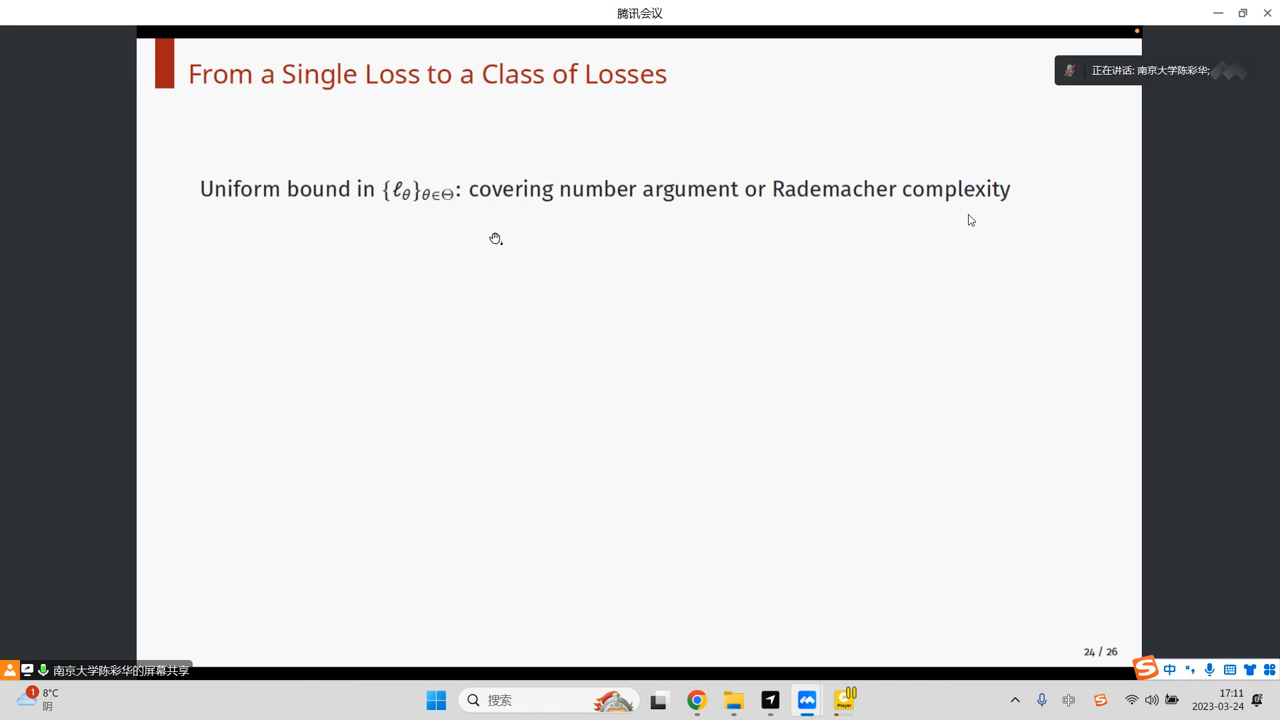 腾讯会议
From a Single Loss to a Class of Losses
正在讲话: 南京大学陈彩华;
Uniform bound in {ℓθ}θ∈Θ: covering number argument or Rademacher complexity
24 / 26
南京大学陈彩华的屏幕共享
中
1
8°C
阴
搜索
Player
17:11
2023-03-24